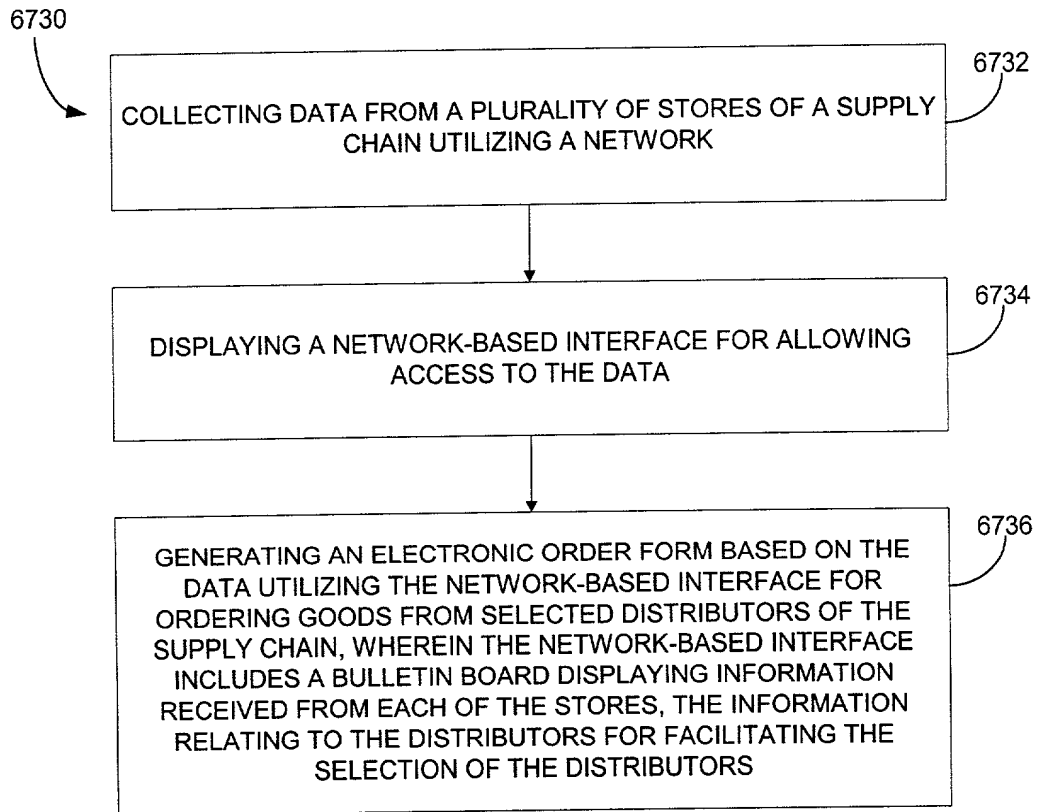 6730
6732
COLLECTING DATA FROM A PLURALITY OF STORES OF A SUPPLY
CHAIN UTILIZING A NETWORK
6734
DISPLAYING A NETWORK-BASED INTERFACE FOR ALLOWING
ACCESS TO THE DATA
6736
GENERATING AN ELECTRONIC ORDER FORM BASED ON THE
DATA UTILIZING THE NETWORK-BASED INTERFACE FOR
ORDERING GOODS FROM SELECTED DISTRIBUTORS OF THE
SUPPLY CHAIN, WHEREIN THE NETWORK-BASED INTERFACE
INCLUDES A BULLETIN BOARD DISPLAYING INFORMATION
RECEIVED FROM EACH OF THE STORES, THE INFORMATION
RELATING TO THE DISTRIBUTORS FOR FACILITATING THE
SELECTION OF THE DISTRIBUTORS